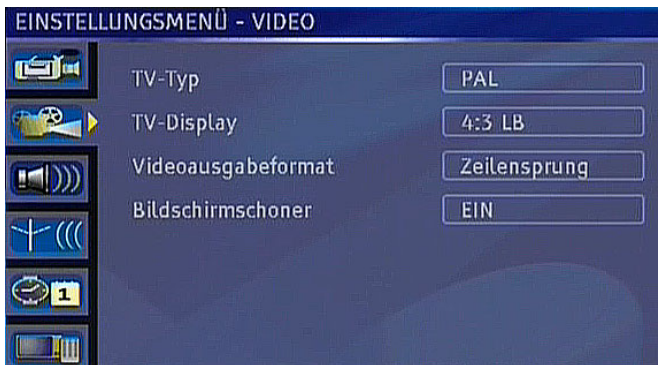 EINSTELLUNGSMENÜ - VIDEO
TV-Typ PAL
TV-Display 4:3 LB
Videoausgabeformat Zeilensprung
Bildschirmschoner EIN
1